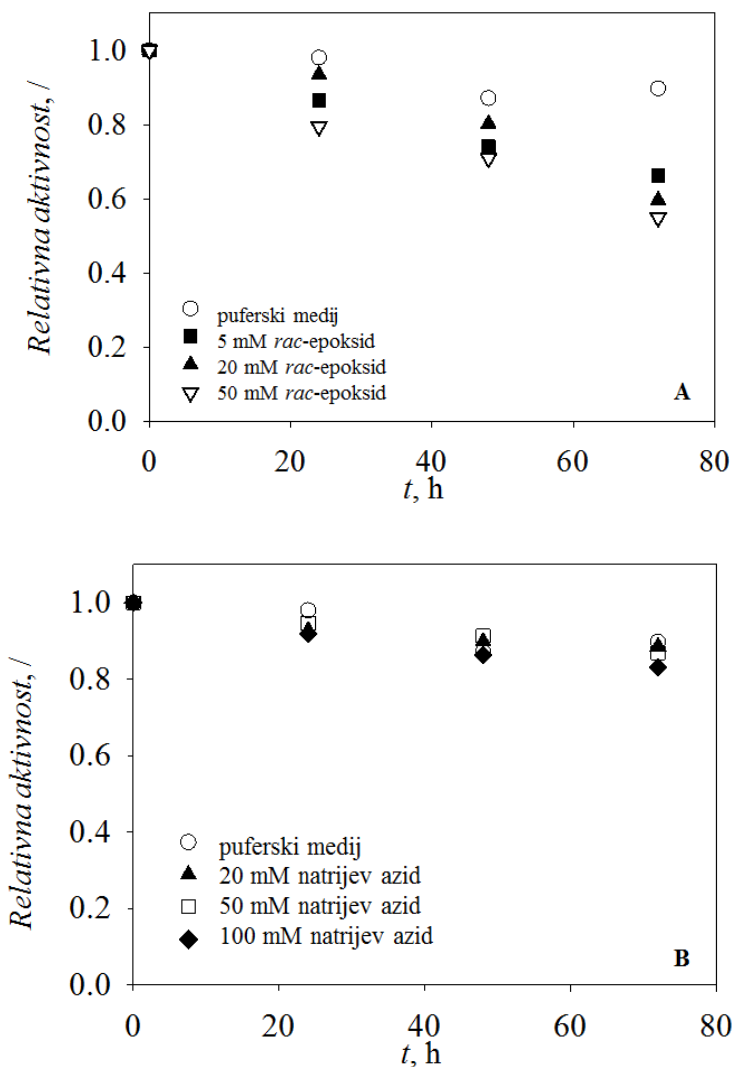 Relativna aktivnost, /
1.0
0.8
0.6
0.4
0.2
0.0
puferski medij
5 mM rac-epoksid
20 mM rac-epoksid
50 mM rac-epoksid
A
0 20 40 60 80
t, h
Relativna aktivnost, /
1.0
0.8
0.6
0.4
0.2
0.0
puferski medij
20 mM natrijev azid
50 mM natrijev azid
100 mM natrijev azid
B
0 20 40 60 80
t, h